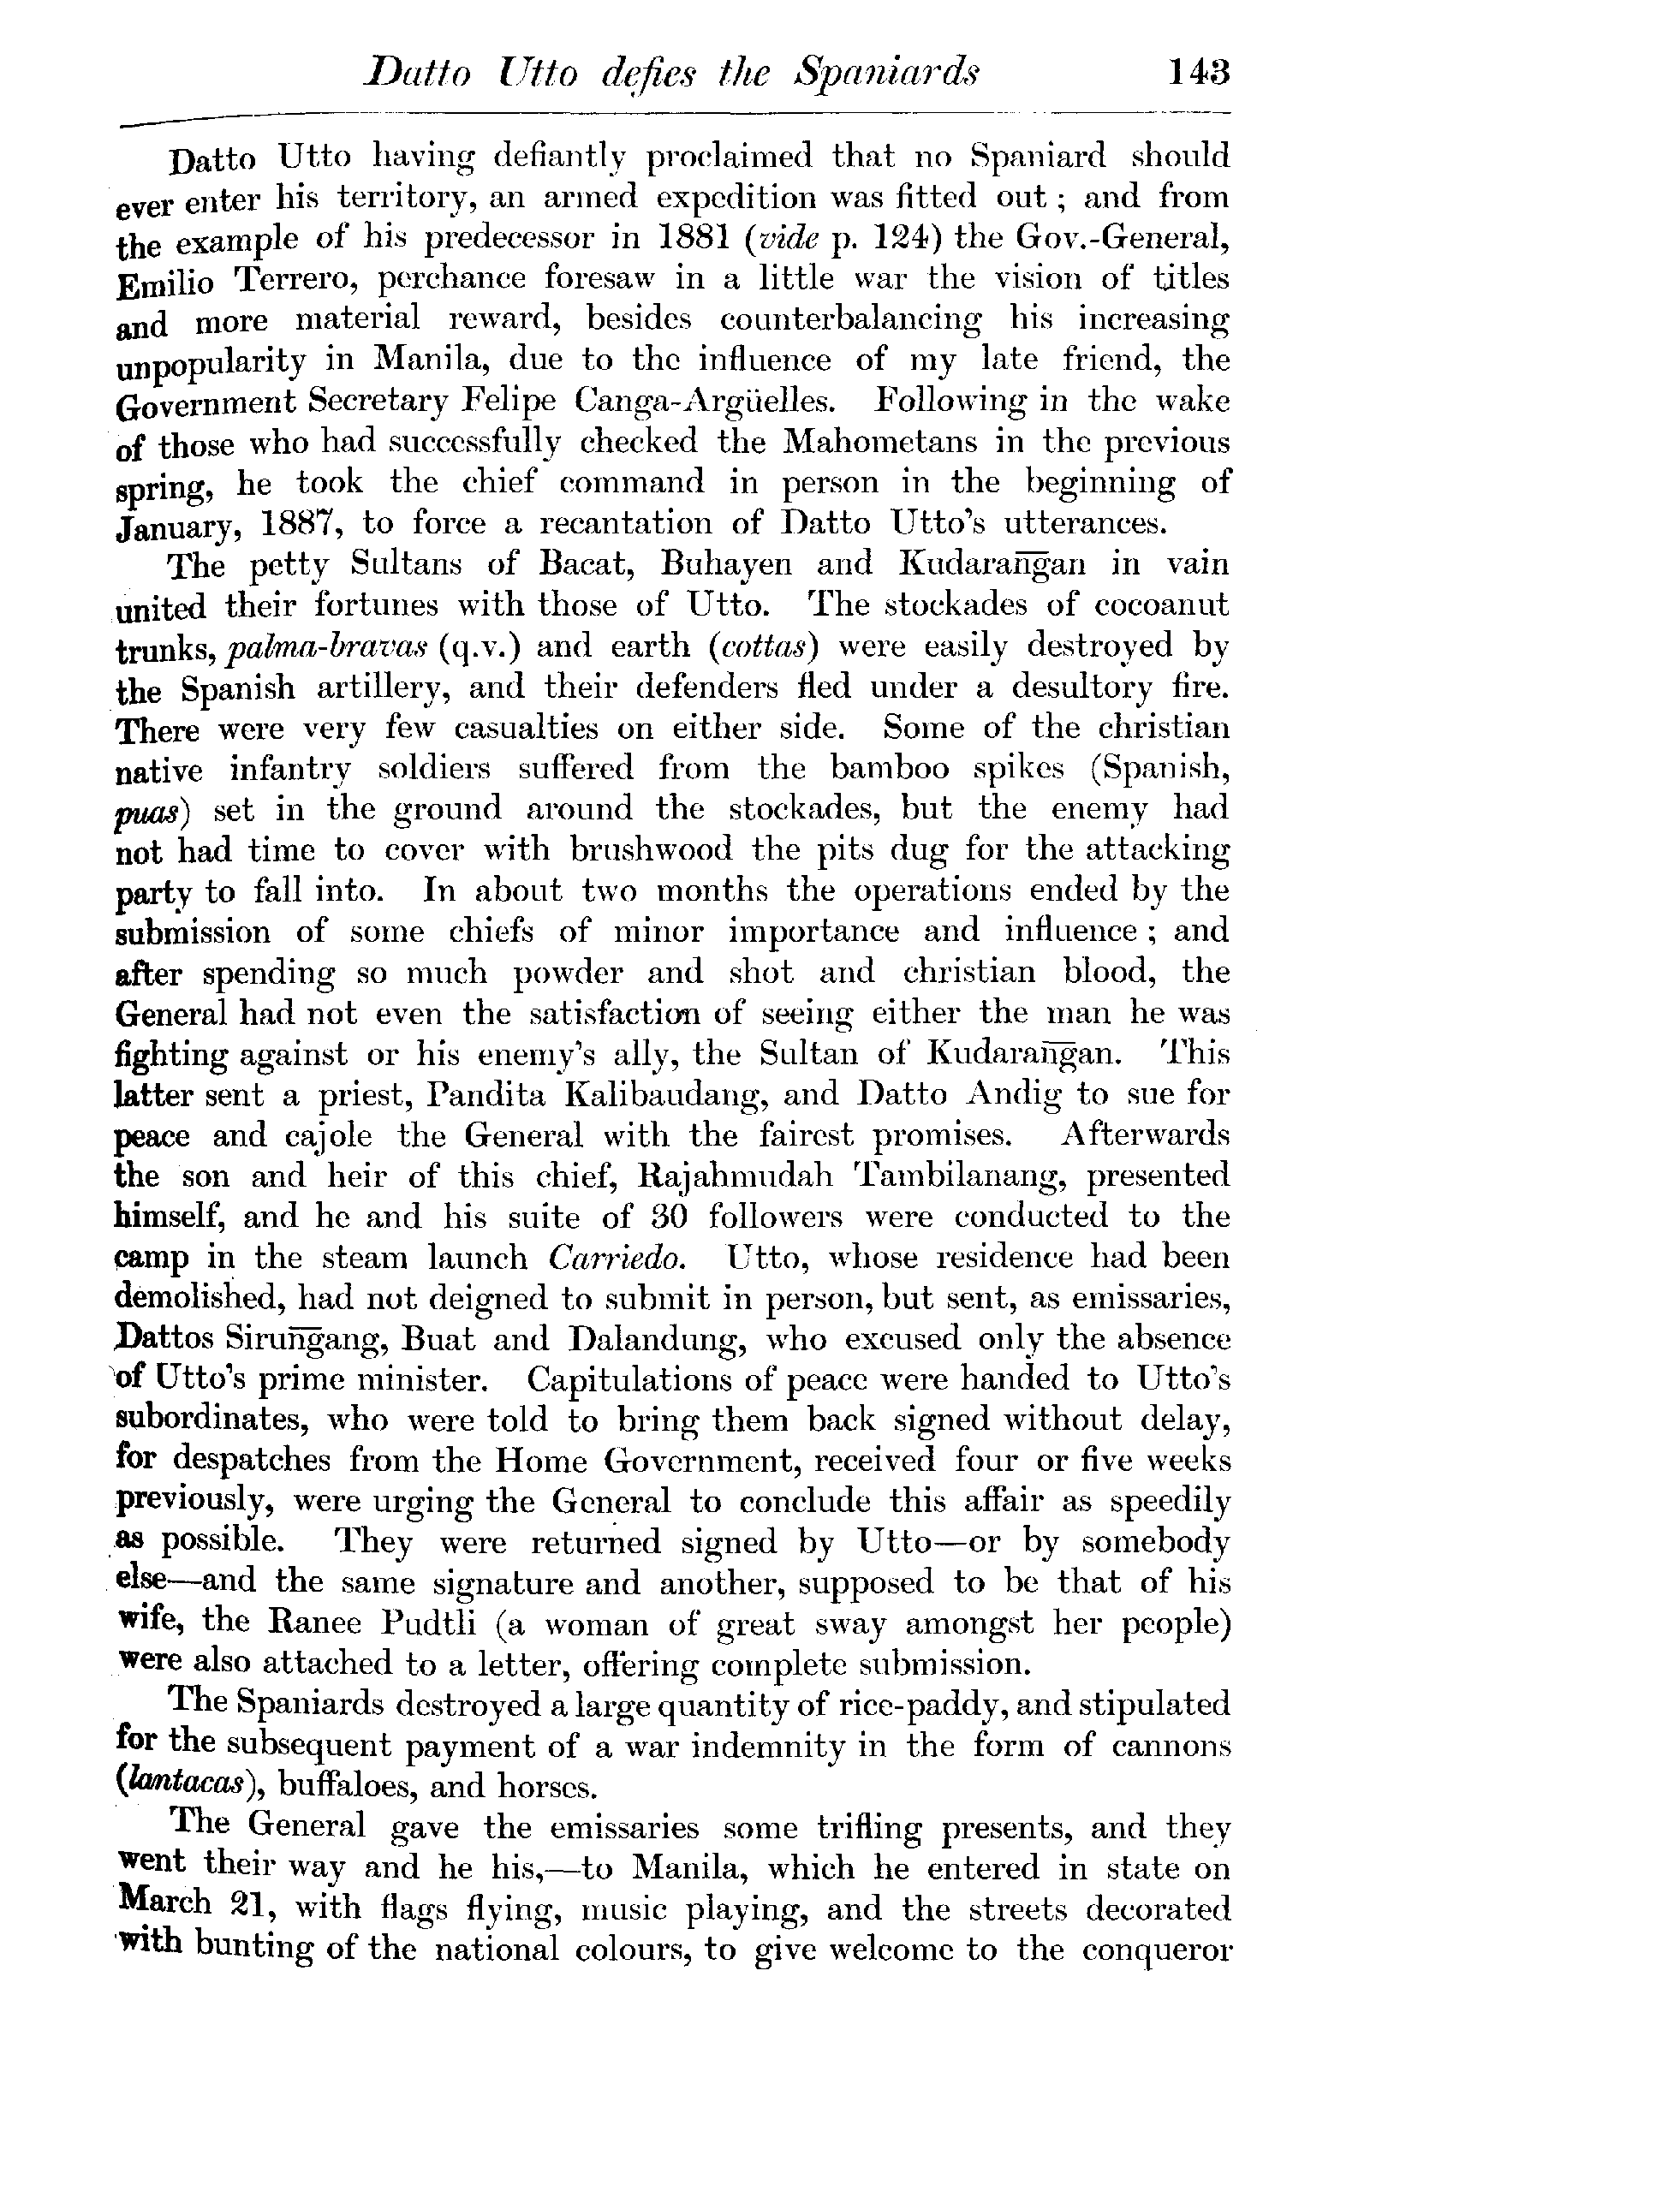 Datto Utto defies the Spaniards 143
Datto Utto having defiantly proclaimed that no Spaniard should
ever enter his territory, an armed expedition was fitted out ; and from
the example of his predecessor in 1881 (vide p. 124) the Gov.-General,
Emilio Terrero, perchance foresaw in a little war the vision of titles
and more material reward, besides counterbalancing his increasing
unpopularity in Manila, due to the influence of my late friend, the
Government Secretary Felipe Canga-Argüelles. Following in the wake
of those who had successfully checked the Mahometans in the previous
spring, he took the chief command in person in the beginning of
January, 1887, to force a recantation of Datto Utto's utterances.
The petty Sultans of Bacat, Buhayen and Kudarañgan in vain
united their fortunes with those of Utto. The stockades of cocoanut
trunks, palma-bravas (q.v.) and earth (cottas) were easily destroyed by
the Spanish artillery, and their defenders fled under a desultory fire.
There were very few casualties on either side. Some of the christian
native infantry soldiers suffered from the bamboo spikes (Spanish,
puas) set in the ground around the stockades, but the enemy had
not had time to cover with brushwood the pits dug for the attacking
party to fall into. In about two months the operations ended by the
submission of some chiefs of minor importance and influence ; and
after spending so much powder and shot and christian blood, the
General had not even the satisfaction of seeing either the man he was
fighting against or his enemy's ally, the Sultan of Kudarañgan. This
latter sent a priest, Pandita Kalibaudang, and Datto Andig to sue for
peace and cajole the General with the fairest promises. Afterwards
the son and heir of this chief, Rajahmudah Tambilanang, presented
himself, and he and his suite of 30 followers were conducted to the
camp in the steam launch Carriedo. Utto, whose residence had been
demolished, had not deigned to submit in person, but sent, as emissaries,
Dattos Siruñgang, Buat and Dalandung, who excused only the absence
of Utto's prime minister. Capitulations of peace were handed to Utto's
subordinates, who were told to bring them back signed without delay,
for despatches from the Home Government, received four or five weeks
previously, were urging the General to conclude this affair as speedily
as possible. They were returned signed by Utto—or by somebody
else—and the same signature and another, supposed to be that of his
wife, the Ranee Pudtli (a woman of great sway amongst her people)
were also attached to a letter, offering complete submission.
The Spaniards destroyed a large quantity of rice-paddy, and stipulated
for the subsequent payment of a war indemnity in the form of cannons
(lantacas), buffaloes, and horses.
The General gave the emissaries some trifling presents, and they
went their way and he his,—to Manila, which he entered in state on
March 21, with flags flying, music playing, and the streets decorated
with bunting of the national colours, to give welcome to the conqueror